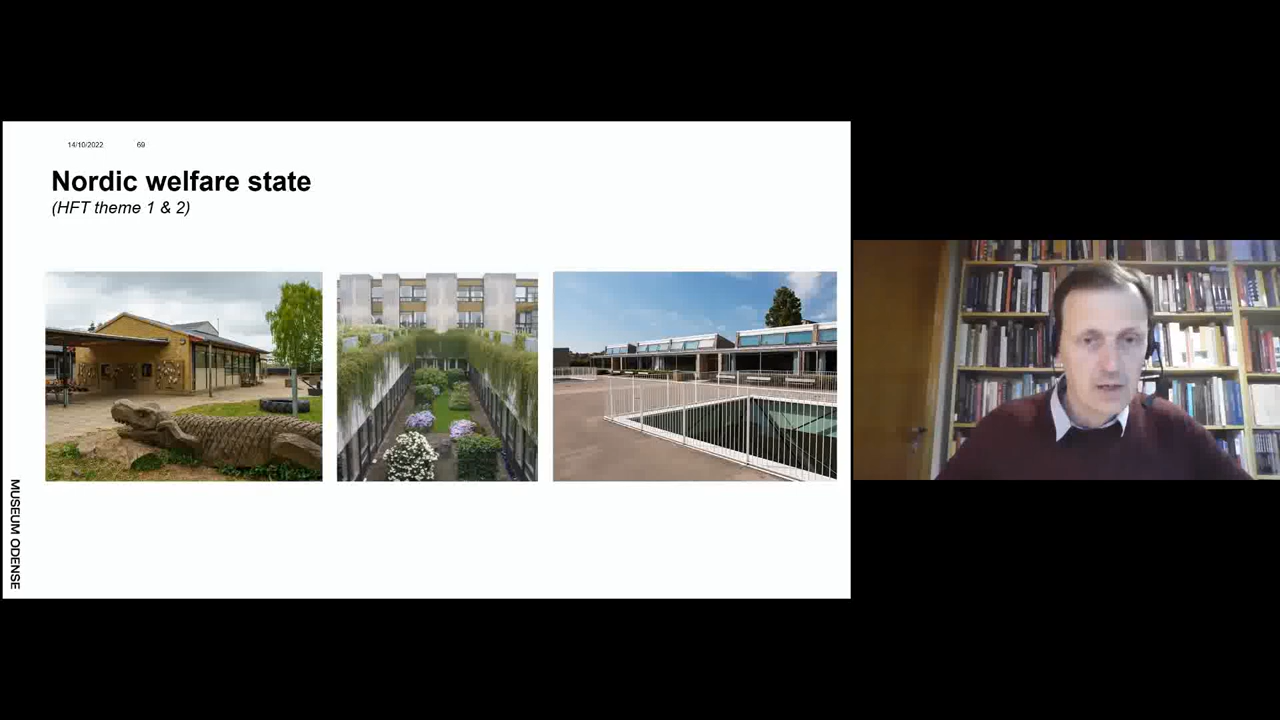 14/10/2022 69
Nordic welfare state
(HFT theme 1 & 2)
MUSEUM ODENSE